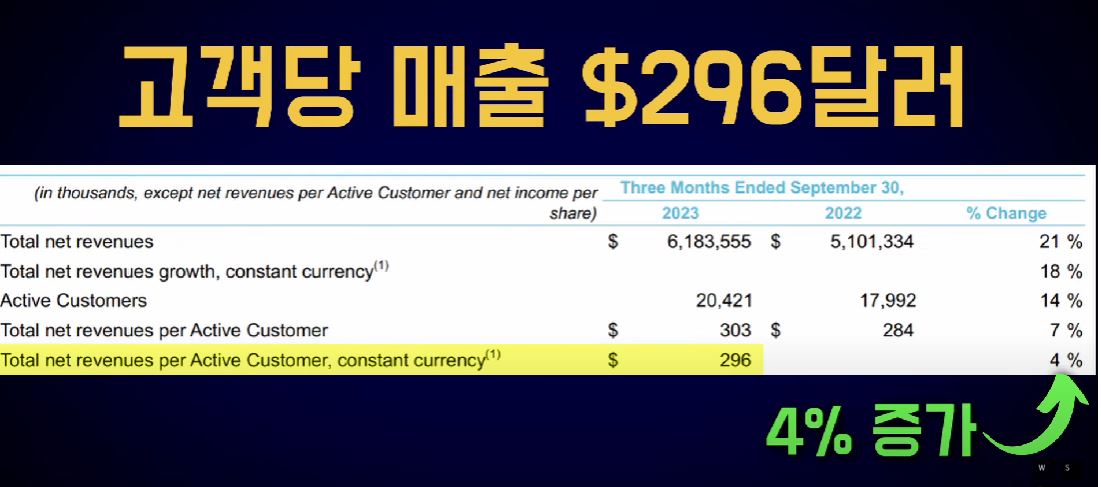 고객당 매출 $296달러
(in thousands, except net revenues per Active Customer and net income per share)
Three Months Ended September 30,
2023 2022 % Change
Total net revenues $ 6,183,555 $ 5,101,334 21 %
Total net revenues growth, constant currency(1) 18 %
Active Customers 20,421 17,992 14 %
Total net revenues per Active Customer $ 303 $ 284 7 %
Total net revenues per Active Customer, constant currency(1) $ 296 4 %
4% 증가
W S